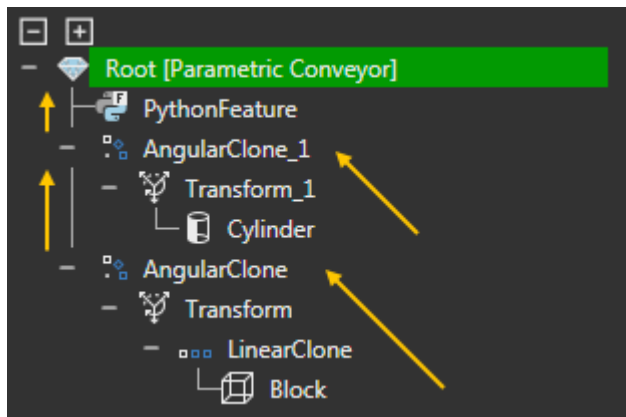 Root [Parametric Conveyor]
PythonFeature
AngularClone_1
Transform_1
Cylinder
AngularClone
Transform
LinearClone
Block